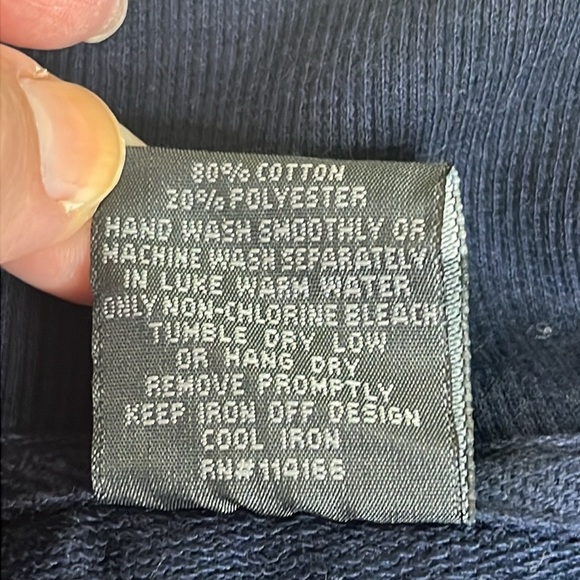 80% COTTON
20% POLYESTER
HAND WASH SMOOTHLY OR
MACHINE WASH SEPARATELY
IN LUKE WARM WATER
ONLY NON-CHLORINE BLEACH
TUMBLE DRY LOW
OR HANG DRY
REMOVE PROMPTLY
KEEP IRON OFF DESIGN
COOL IRON
RN#114166